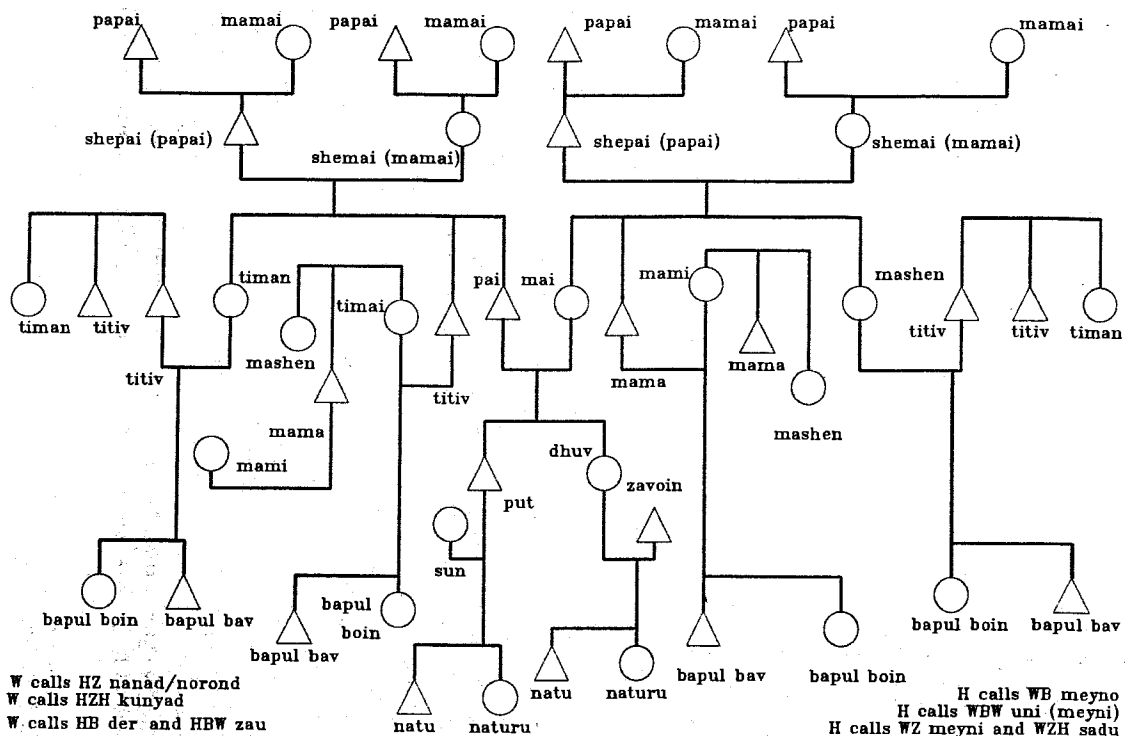 papai mamai papai mamai papai mamai papai mamai
shepai (papai) shemai (mamai) shepai (papai) shemai (mamai)
timan titiv titiv timan mashen mama mami timai titiv pai mai mama mami mama mashen mashen titiv titiv timan
put dhuv zavoin
sun
bapul boin bapul bav bapul bav bapul
boin
bapul bav bapul boin bapul boin bapul bav
natu naturu natu naturu
W calls HZ nanad/norond
W calls HZH kunyad
W calls HB der and HBW zau
H calls WB meyno
H calls WBW uni (meyni)
H calls WZ meyni and WZH sadu